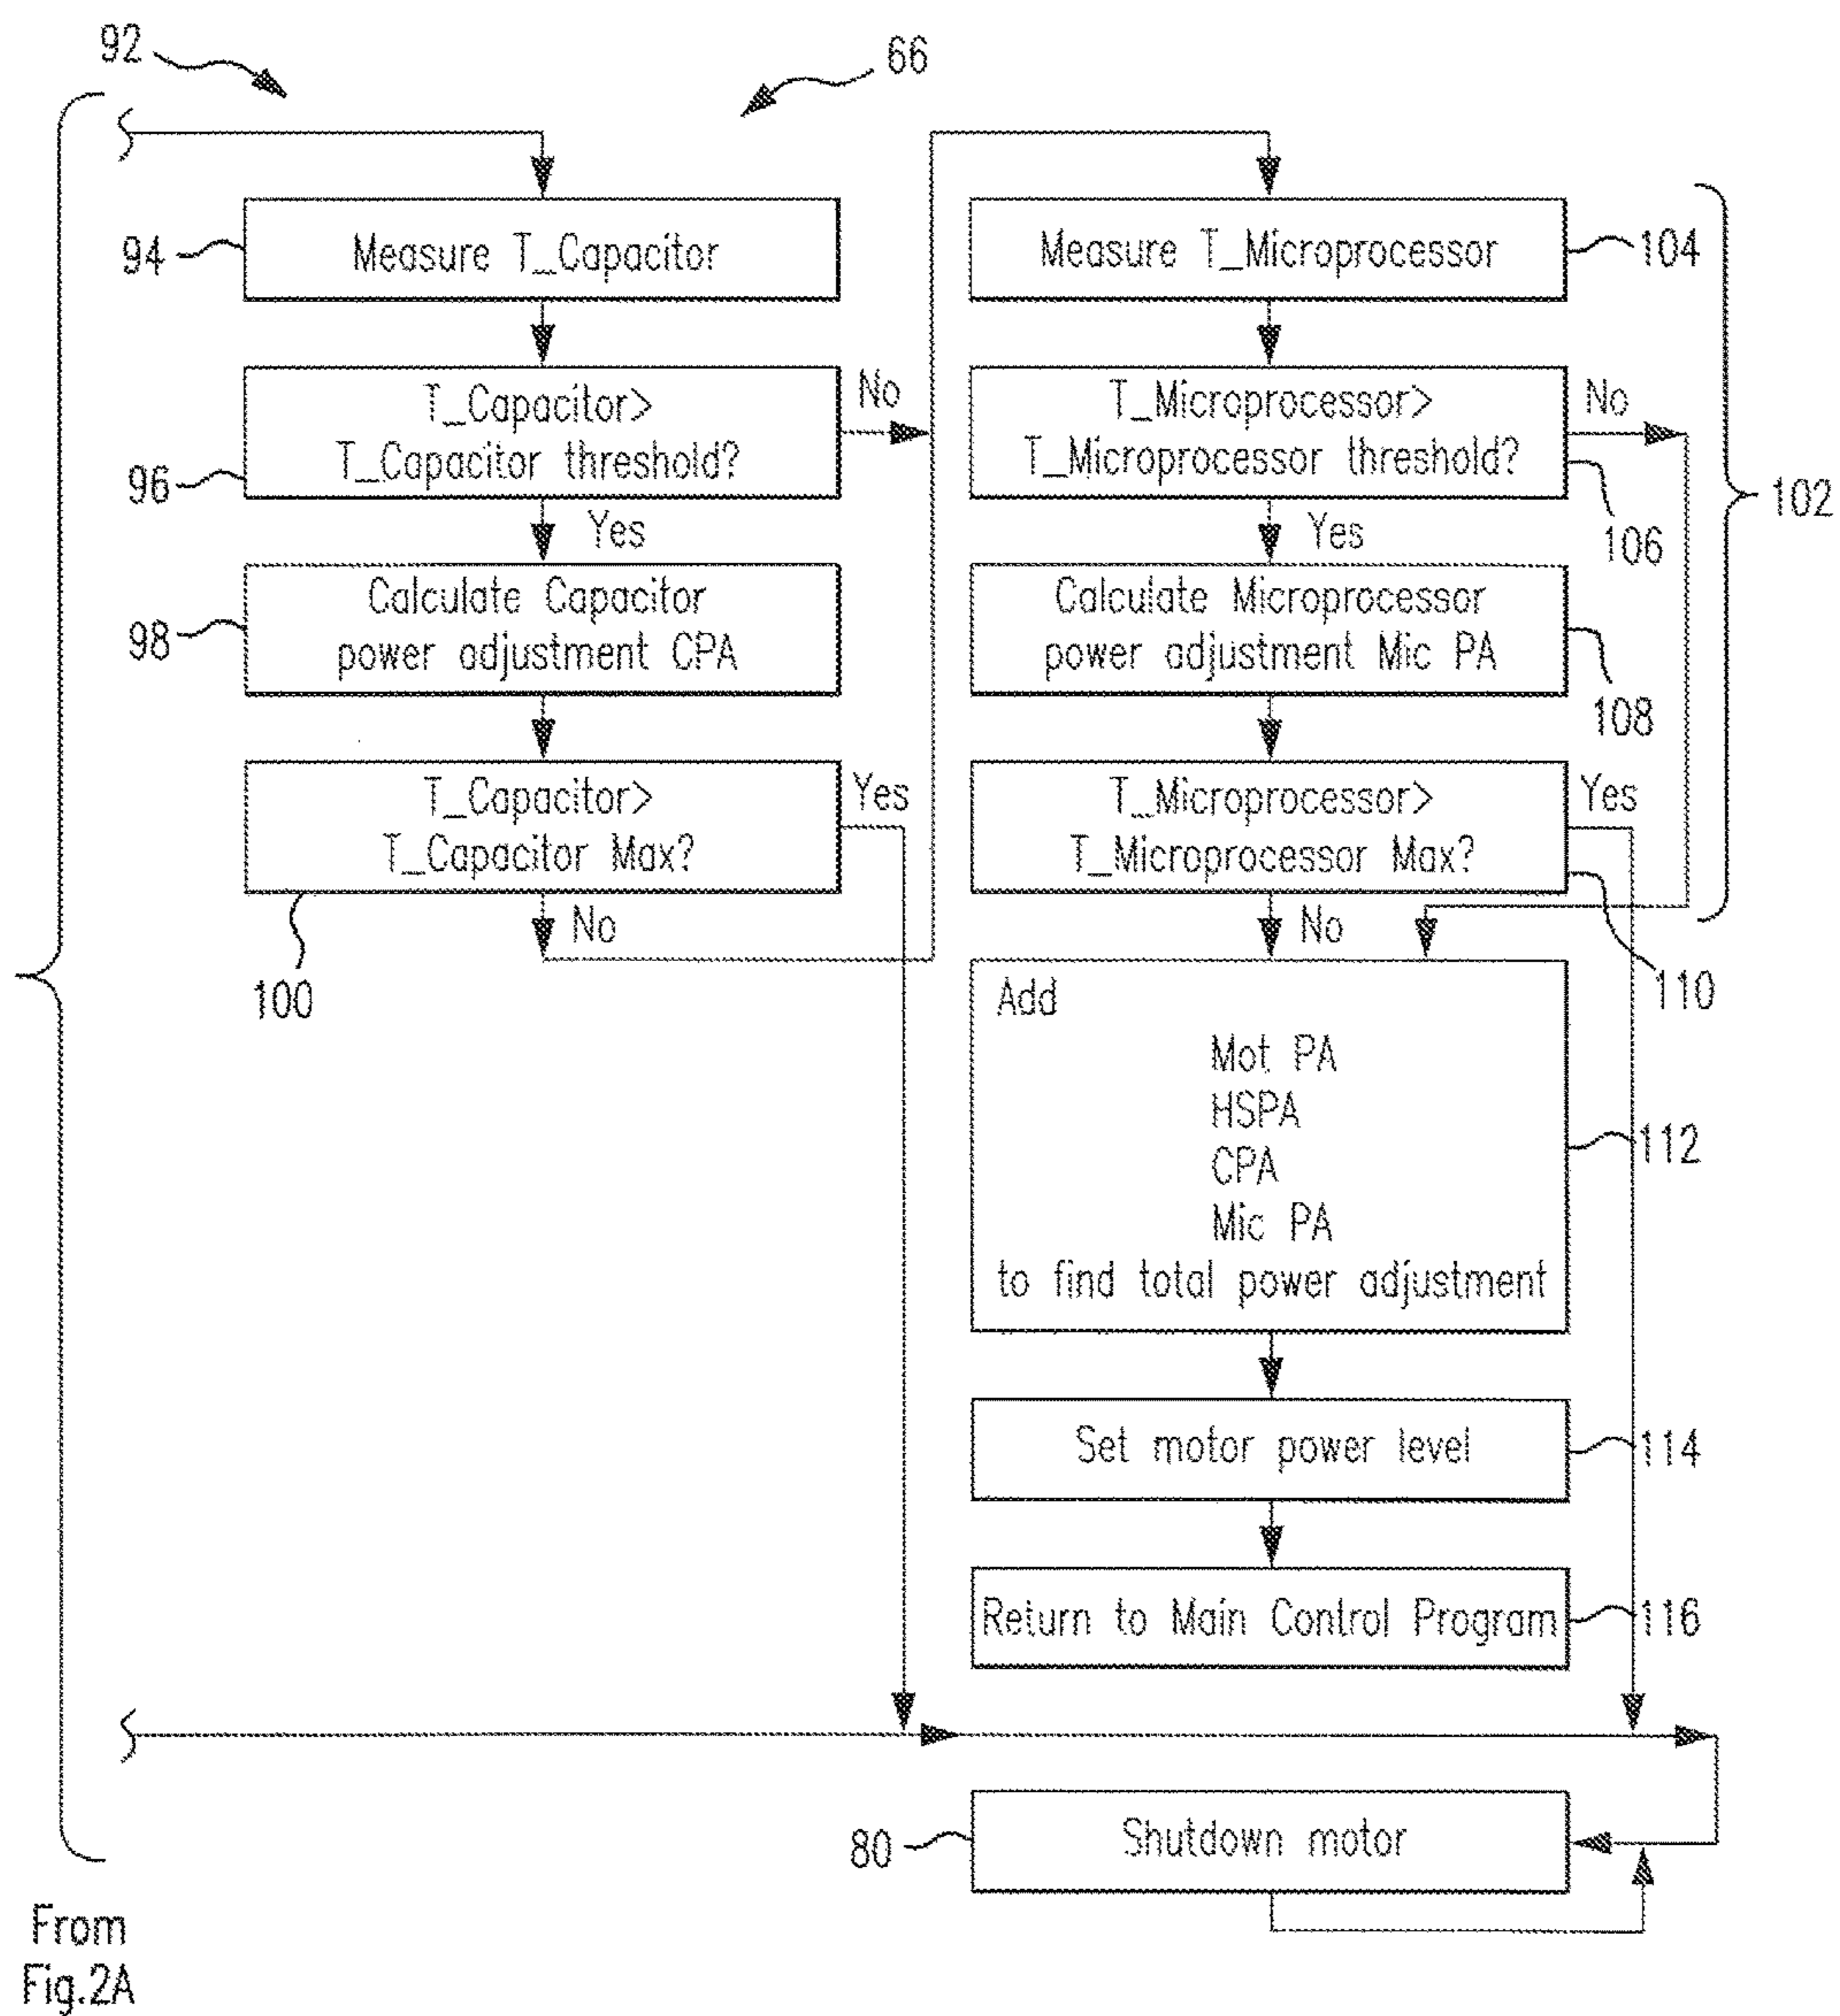 92
66
94
Measure T_Capacitor
T_Capacitor>
T_Capacitor threshold?
No
96
Yes
Calculate Capacitor
power adjustment CPA
98
T_Capacitor>
T_Capacitor Max?
Yes
No
100
Measure T_Microprocessor
104
T_Microprocessor>
T_Microprocessor threshold?
No
106
102
Yes
Calculate Microprocessor
power adjustment Mic PA
108
T_Microprocessor>
T_Microprocessor Max?
Yes
No
110
Add
Mot PA
HSPA
CPA
Mic PA
to find total power adjustment
112
Set motor power level
114
Return to Main Control Program
116
80
Shutdown motor
From
Fig.2A